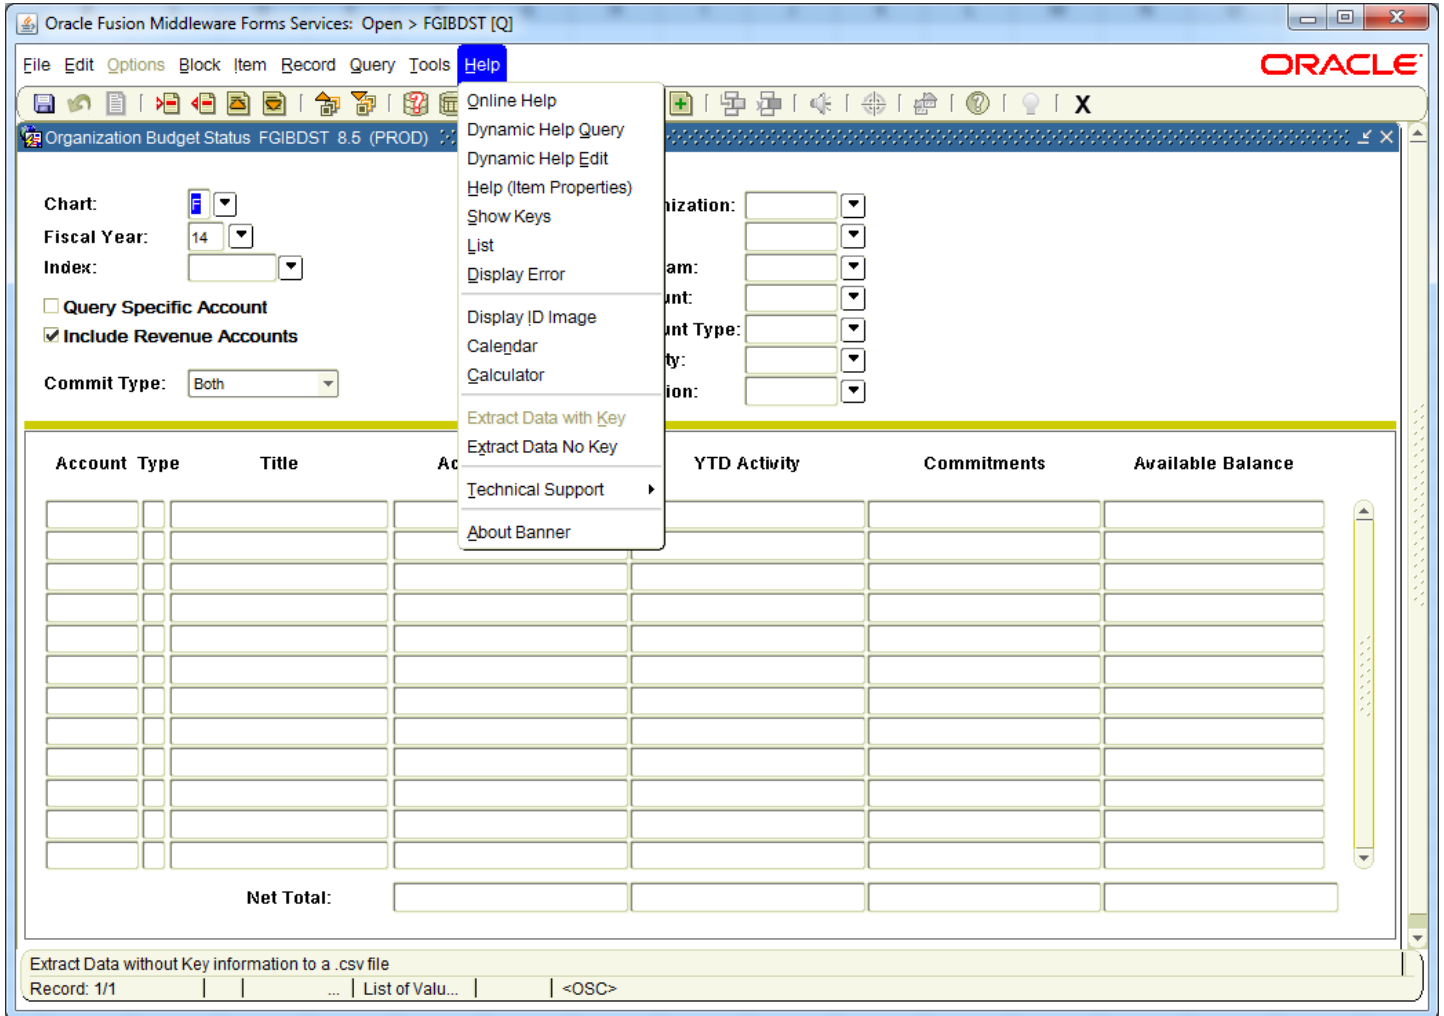 Oracle Fusion Middleware Forms Services: Open > FGIBDST [Q]
File Edit Options Block Item Record Query Tools Help
ORACLE
X
Organization Budget Status FGIBDST 8.5 (PROD)
Online Help
Dynamic Help Query
Dynamic Help Edit
Help (Item Properties)
Show Keys
List
Display Error
Display ID Image
Calendar
Calculator
Extract Data with Key
Extract Data No Key
Technical Support
About Banner
Chart: F
nization:
Fiscal Year: 14
Index:
am:
Query Specific Account
unt:
Include Revenue Accounts
unt Type:
ty:
Commit Type: Both
ion:
Account Type Title Ac YTD Activity Commitments Available Balance
Net Total:
Extract Data without Key information to a .csv file
Record: 1/1 ... List of Valu... <OSC>